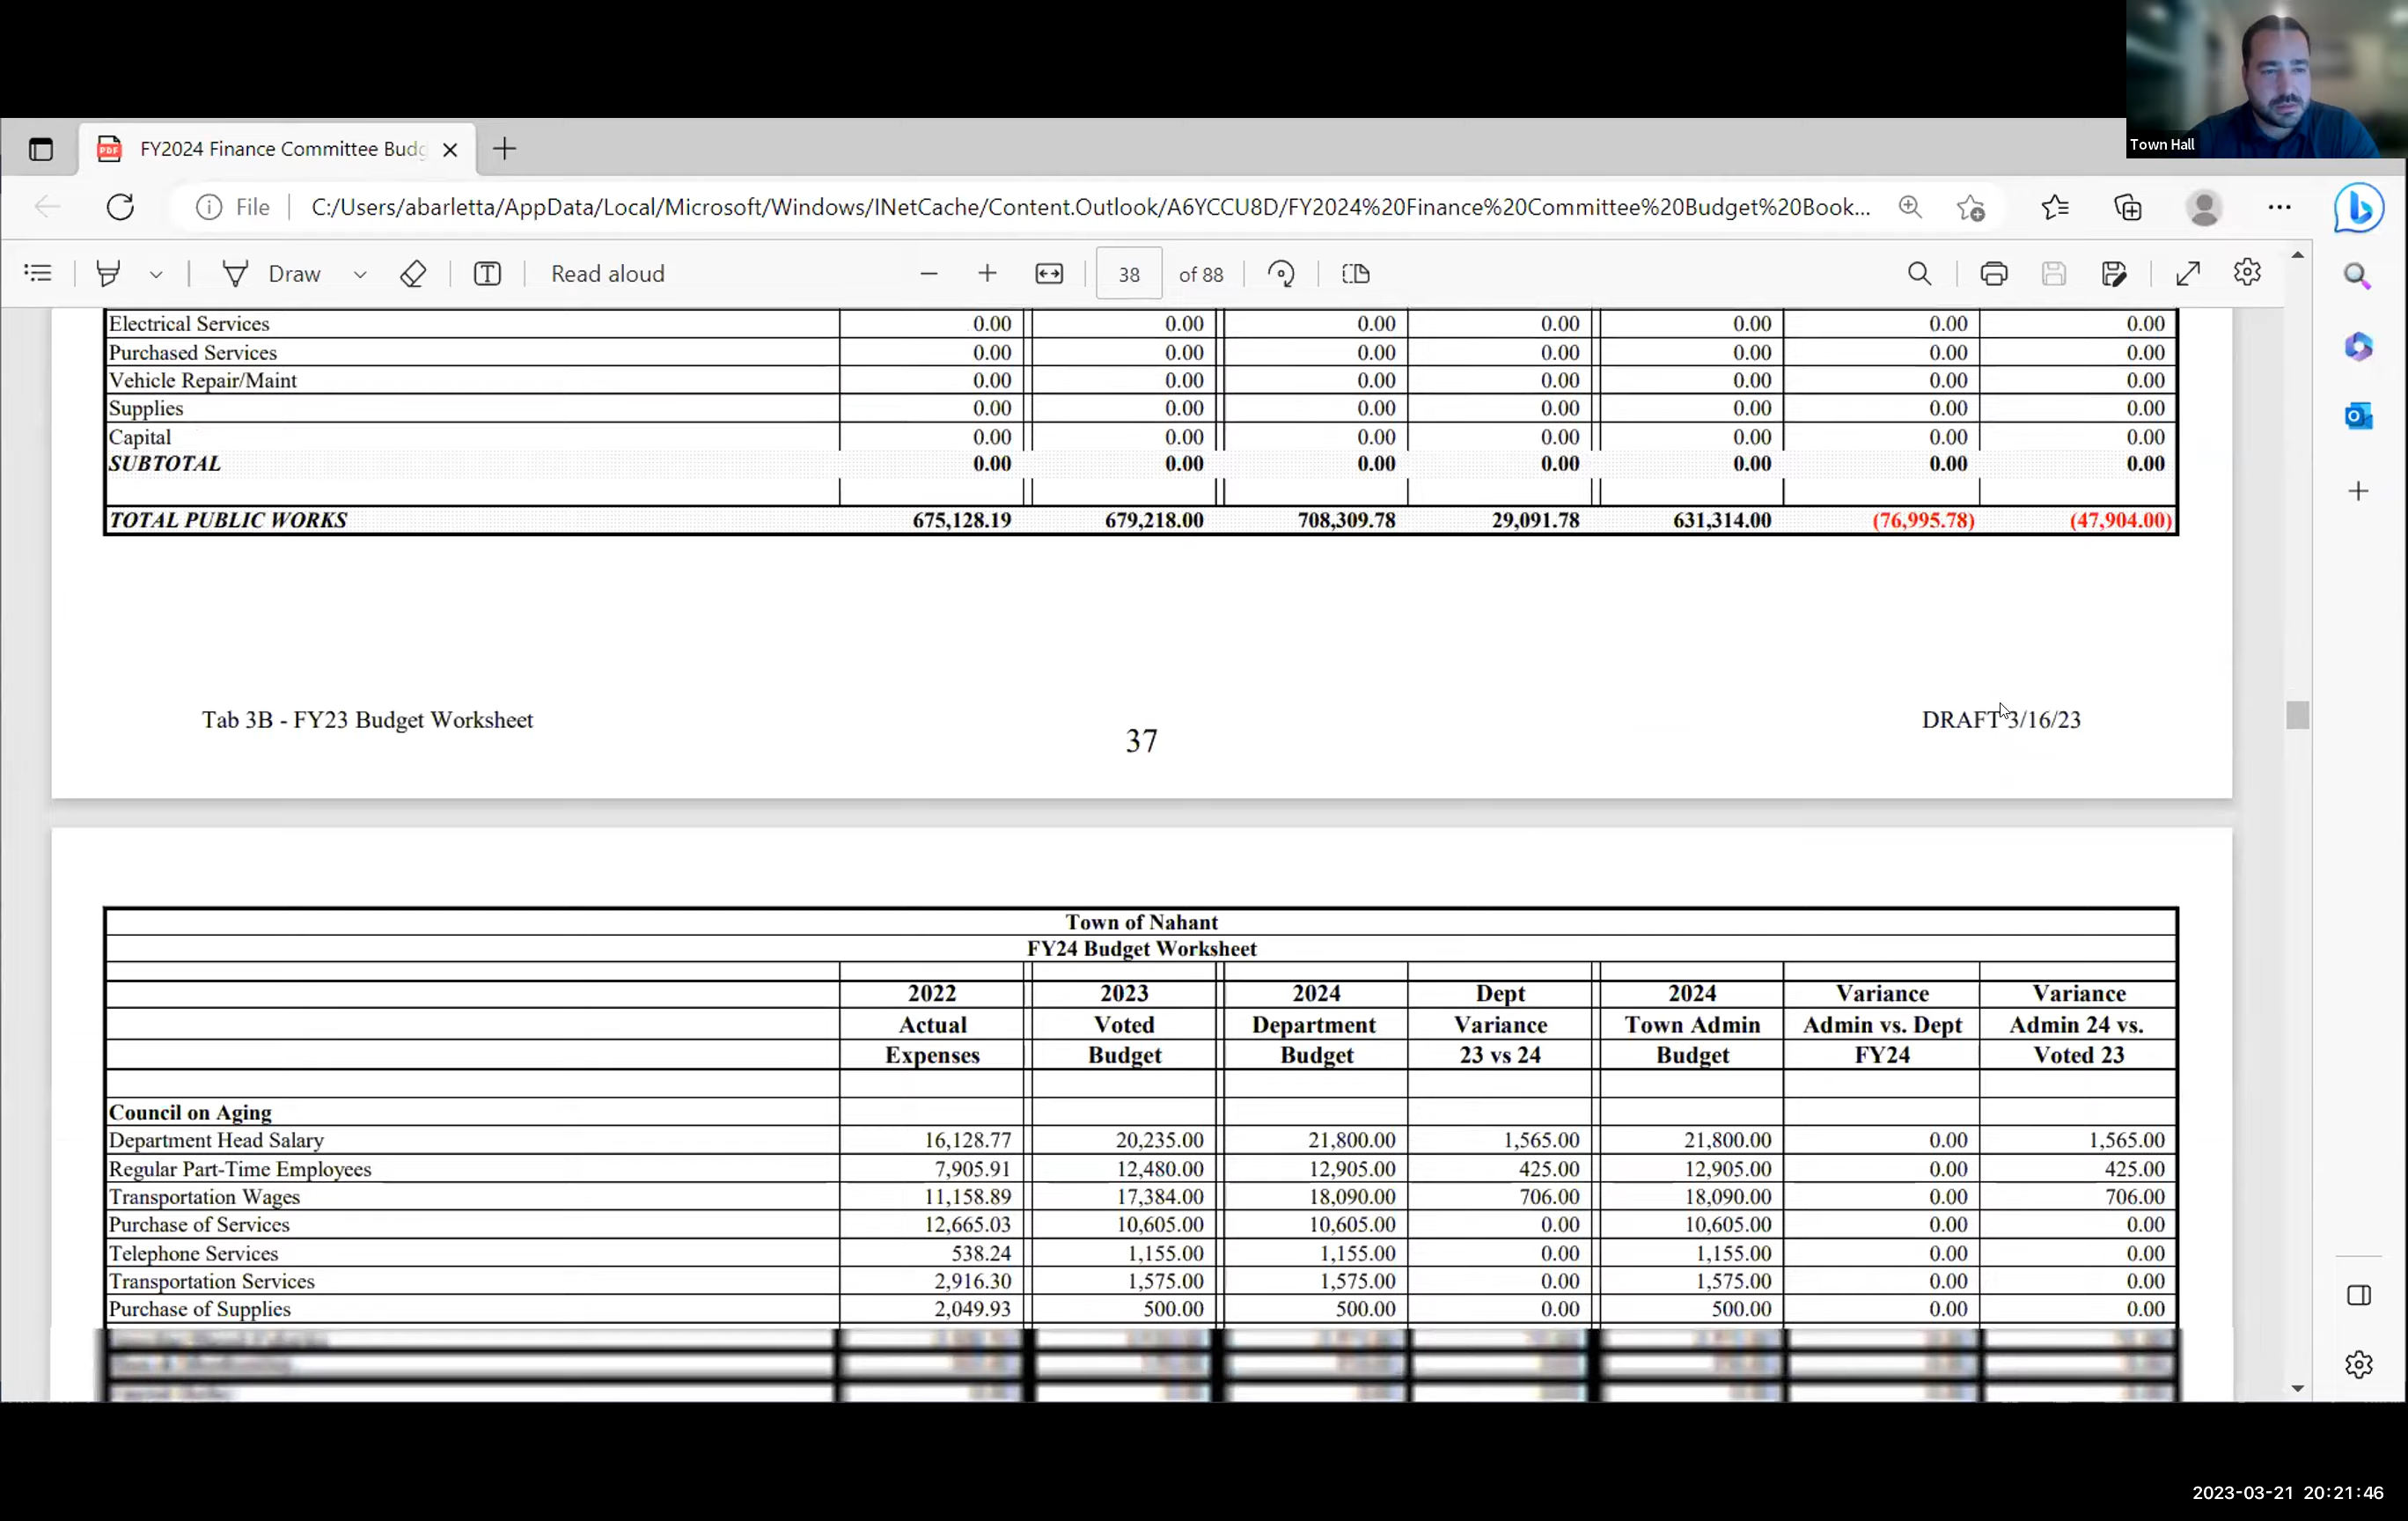 Town Hall
FY2024 Finance Committee Budg
File C:/Users/abarletta/AppData/Local/Microsoft/Windows/INetCache/Content.Outlook/A6YCCU8D/FY2024%20Finance%20Committee%20Budget%20Book...
Draw Read aloud 38 of 88
Electrical Services 0.00 0.00 0.00 0.00 0.00 0.00 0.00
Purchased Services 0.00 0.00 0.00 0.00 0.00 0.00 0.00
Vehicle Repair/Maint 0.00 0.00 0.00 0.00 0.00 0.00 0.00
Supplies 0.00 0.00 0.00 0.00 0.00 0.00 0.00
Capital 0.00 0.00 0.00 0.00 0.00 0.00 0.00
SUBTOTAL 0.00 0.00 0.00 0.00 0.00 0.00 0.00
TOTAL PUBLIC WORKS 675,128.19 679,218.00 708,309.78 29,091.78 631,314.00 (76,995.78) (47,904.00)
Tab 3B - FY23 Budget Worksheet DRAFT 3/16/23
37
Town of Nahant
FY24 Budget Worksheet
2022 2023 2024 Dept 2024 Variance Variance
Actual Voted Department Variance Town Admin Admin vs. Dept Admin 24 vs.
Expenses Budget Budget 23 vs 24 Budget FY24 Voted 23
Council on Aging
Department Head Salary 16,128.77 20,235.00 21,800.00 1,565.00 21,800.00 0.00 1,565.00
Regular Part-Time Employees 7,905.91 12,480.00 12,905.00 425.00 12,905.00 0.00 425.00
Transportation Wages 11,158.89 17,384.00 18,090.00 706.00 18,090.00 0.00 706.00
Purchase of Services 12,665.03 10,605.00 10,605.00 0.00 10,605.00 0.00 0.00
Telephone Services 538.24 1,155.00 1,155.00 0.00 1,155.00 0.00 0.00
Transportation Services 2,916.30 1,575.00 1,575.00 0.00 1,575.00 0.00 0.00
Purchase of Supplies 2,049.93 500.00 500.00 0.00 500.00 0.00 0.00
2023-03-21 20:21:46